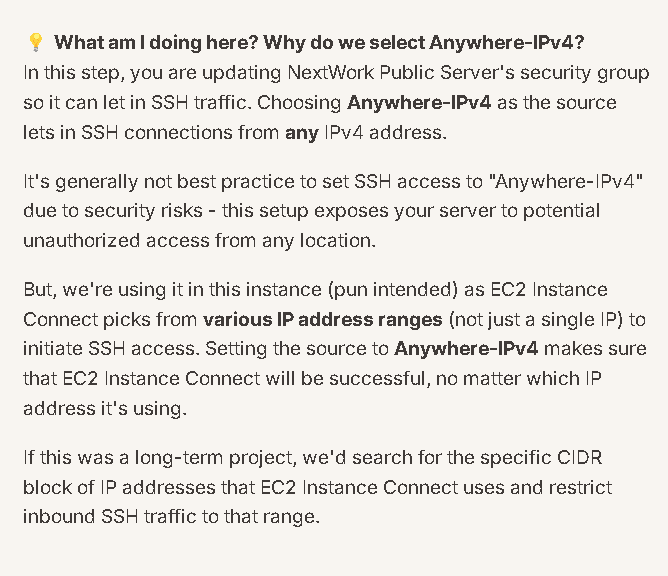 💡 What am I doing here? Why do we select Anywhere-IPv4?
In this step, you are updating NextWork Public Server's security group
so it can let in SSH traffic. Choosing Anywhere-IPv4 as the source
lets in SSH connections from any IPv4 address.
It's generally not best practice to set SSH access to "Anywhere-IPv4"
due to security risks - this setup exposes your server to potential
unauthorized access from any location.
But, we're using it in this instance (pun intended) as EC2 Instance
Connect picks from various IP address ranges (not just a single IP) to
initiate SSH access. Setting the source to Anywhere-IPv4 makes sure
that EC2 Instance Connect will be successful, no matter which IP
address it's using.
If this was a long-term project, we'd search for the specific CIDR
block of IP addresses that EC2 Instance Connect uses and restrict
inbound SSH traffic to that range.